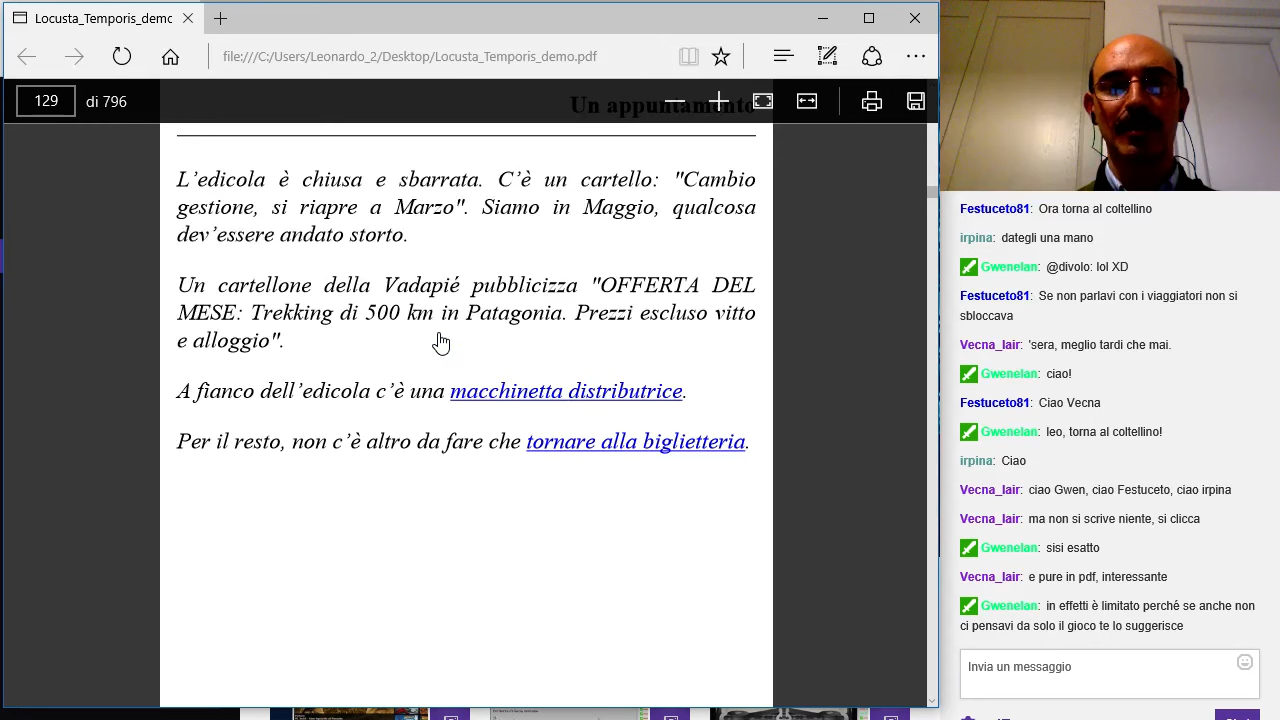 Locusta_Temporis_demo
file:///C:/Users/Leonardo_2/Desktop/Locusta_Temporis_demo.pdf
129 di 796
Un appuntamento
L'edicola è chiusa e sbarrata. C'è un cartello: "Cambio
gestione, si riapre a Marzo". Siamo in Maggio, qualcosa
dev'essere andato storto.
Un cartellone della Vadapié pubblicizza "OFFERTA DEL
MESE: Trekking di 500 km in Patagonia. Prezzi escluso vitto
e alloggio".
A fianco dell'edicola c'è una macchinetta distributrice.
Per il resto, non c'è altro da fare che tornare alla biglietteria.
Festuceto81: Ora torna al coltellino
irpina: dategli una mano
Gwenelan: @divolo: lol XD
Festuceto81: Se non parlavi con i viaggiatori non si
sbloccava
Vecna_lair: 'sera, meglio tardi che mai.
Gwenelan: ciao!
Festuceto81: Ciao Vecna
Gwenelan: leo, torna al coltellino!
irpina: Ciao
Vecna_lair: ciao Gwen, ciao Festuceto, ciao irpina
Vecna_lair: ma non si scrive niente, si clicca
Gwenelan: sisi esatto
Vecna_lair: e pure in pdf, interessante
Gwenelan: in effetti è limitato perché se anche non
ci pensavi da solo il gioco te lo suggerisce
Invia un messaggio